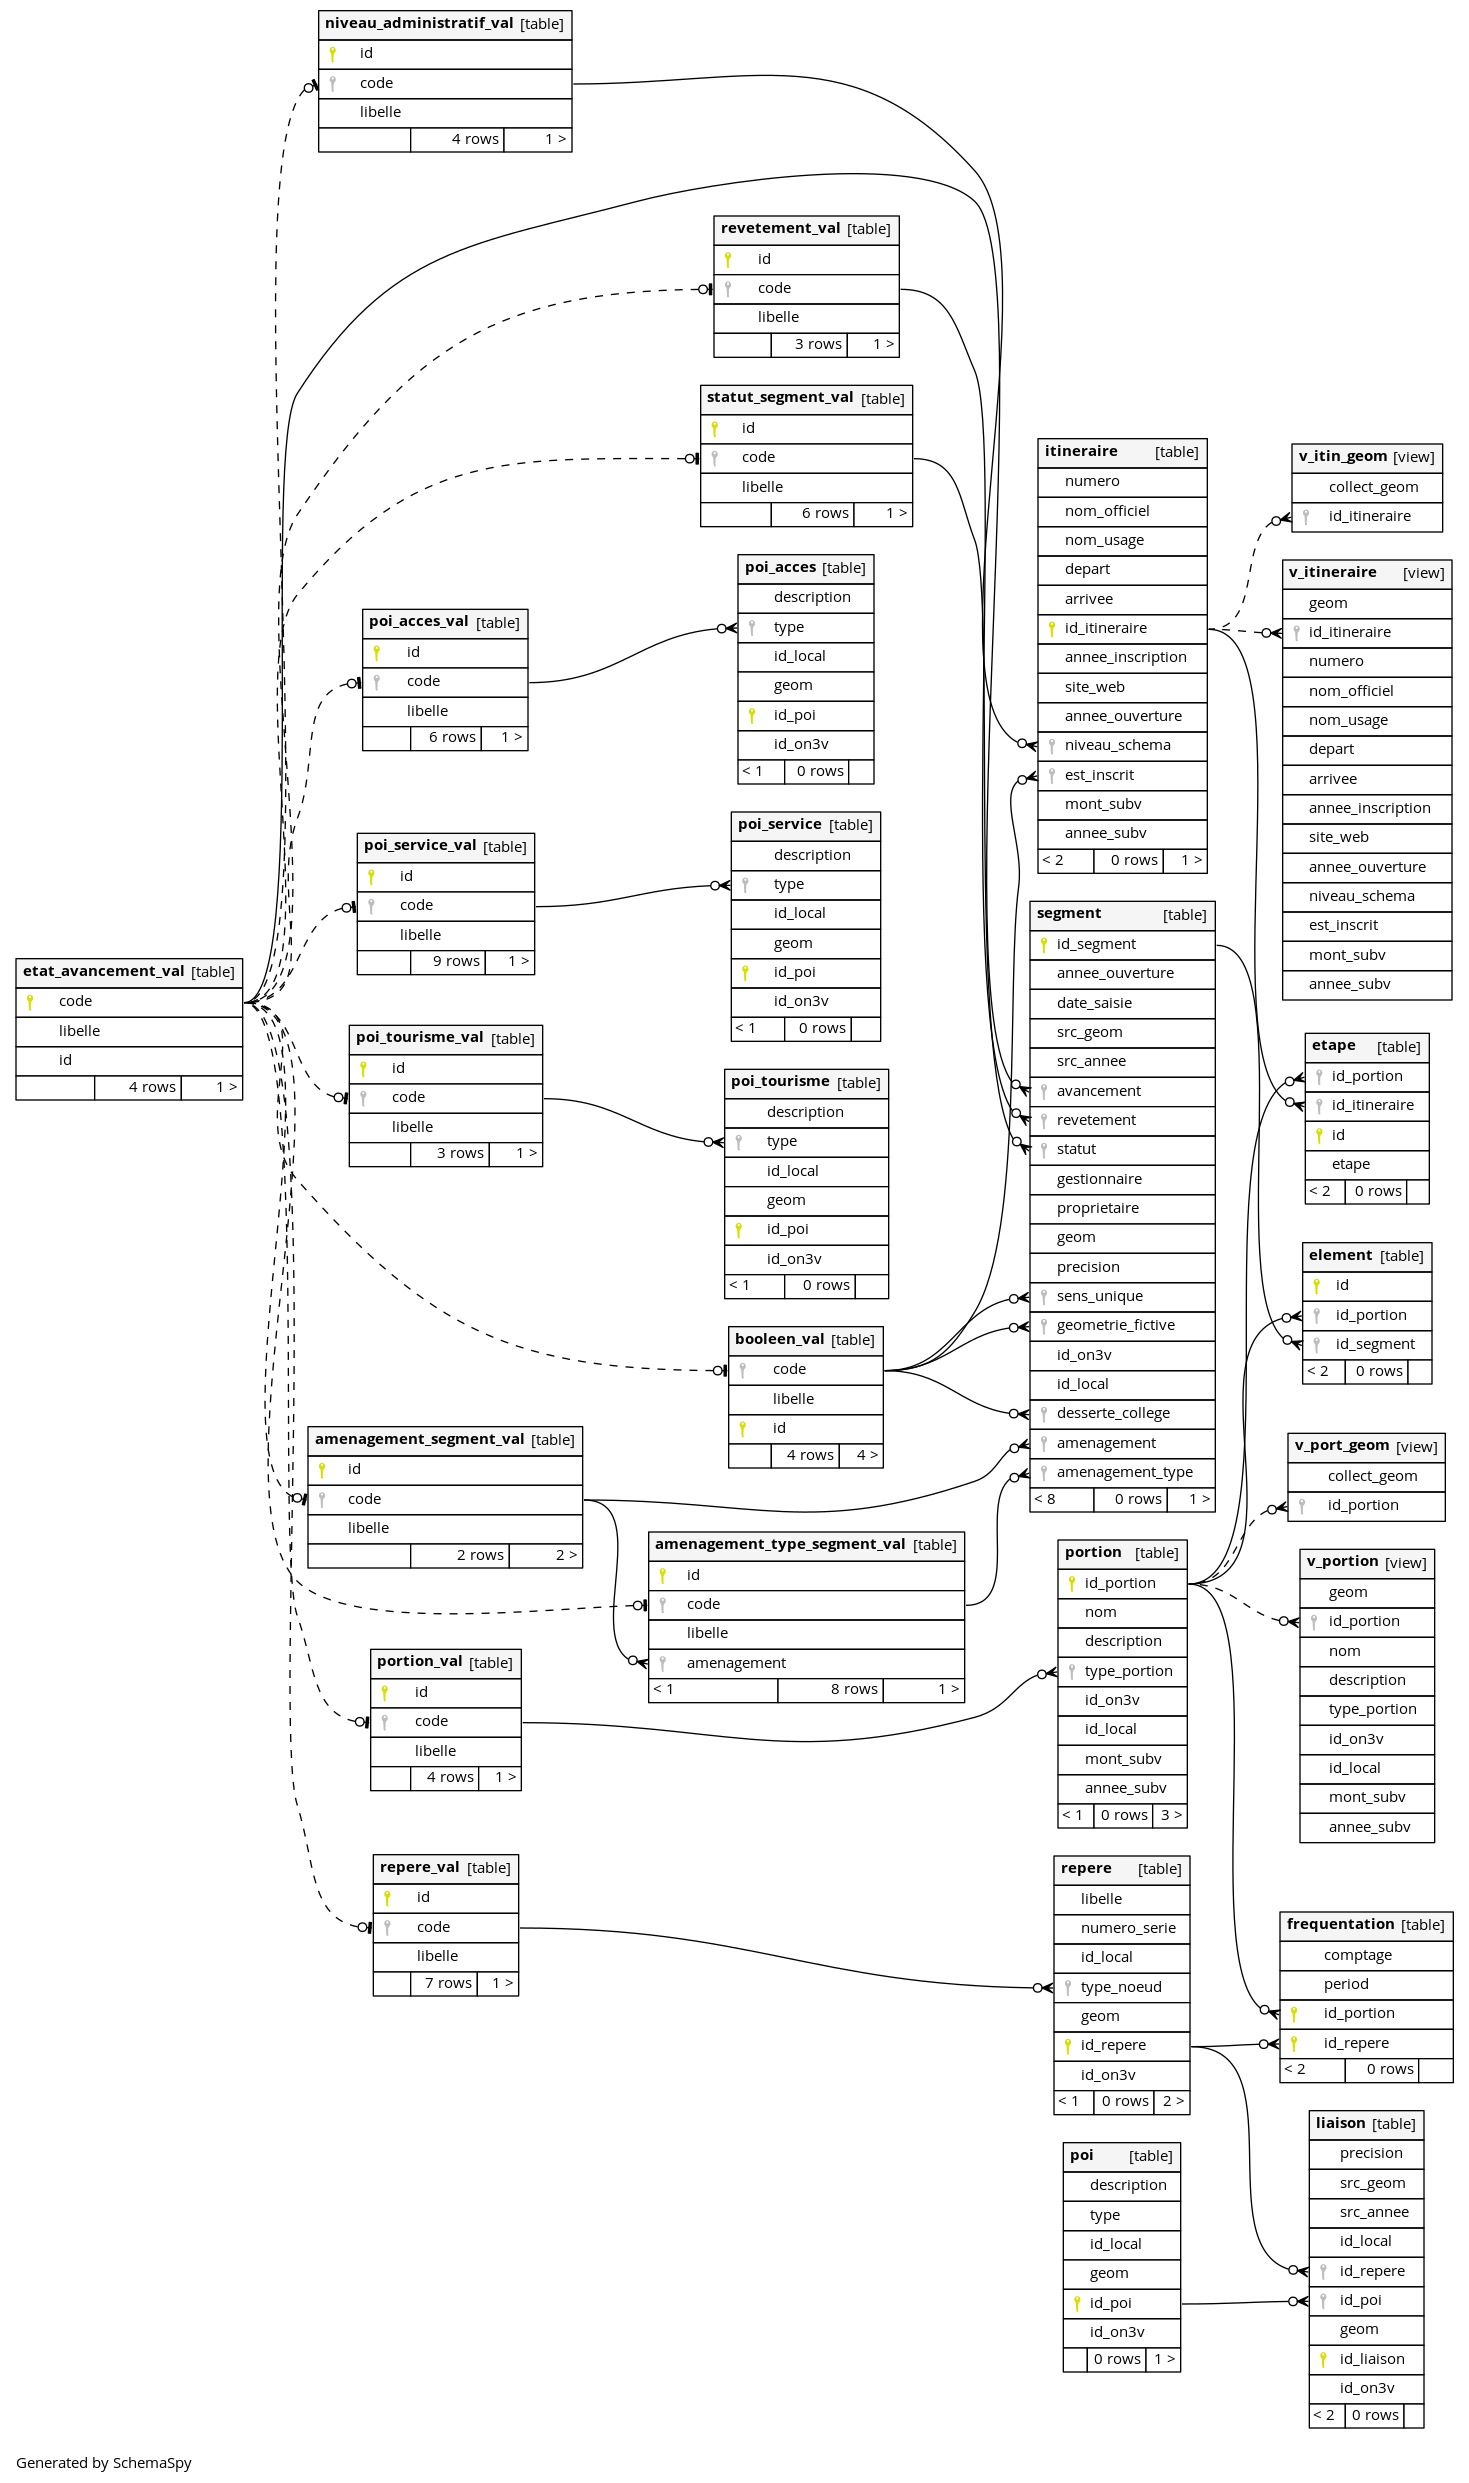 niveau_administratif_val [table]
id
code
libelle
4 rows 1 >
revetement_val [table]
id
code
libelle
3 rows 1 >
statut_segment_val [table]
id
code
libelle
6 rows 1 >
poi_acces_val [table]
id
code
libelle
6 rows 1 >
poi_acces [table]
description
type
id_local
geom
id_poi
id_on3v
< 1 0 rows
poi_service_val [table]
id
code
libelle
9 rows 1 >
poi_service [table]
description
type
id_local
geom
id_poi
id_on3v
< 1 0 rows
etat_avancement_val [table]
code
libelle
id
4 rows 1 >
poi_tourisme_val [table]
id
code
libelle
3 rows 1 >
poi_tourisme [table]
description
type
id_local
geom
id_poi
id_on3v
< 1 0 rows
booleen_val [table]
code
libelle
id
4 rows 4 >
amenagement_segment_val [table]
id
code
libelle
2 rows 2 >
amenagement_type_segment_val [table]
id
code
libelle
amenagement
< 1 8 rows 1 >
portion_val [table]
id
code
libelle
4 rows 1 >
repere_val [table]
id
code
libelle
7 rows 1 >
itineraire [table]
numero
nom_officiel
nom_usage
depart
arrivee
id_itineraire
annee_inscription
site_web
annee_ouverture
niveau_schema
est_inscrit
mont_subv
annee_subv
< 2 0 rows 1 >
segment [table]
id_segment
annee_ouverture
date_saisie
src_geom
src_annee
avancement
revetement
statut
gestionnaire
proprietaire
geom
precision
sens_unique
geometrie_fictive
id_on3v
id_local
desserte_college
amenagement
amenagement_type
< 8 0 rows 1 >
portion [table]
id_portion
nom
description
type_portion
id_on3v
id_local
mont_subv
annee_subv
< 1 0 rows 3 >
repere [table]
libelle
numero_serie
id_local
type_noeud
geom
id_repere
id_on3v
< 1 0 rows 2 >
poi [table]
description
type
id_local
geom
id_poi
id_on3v
0 rows 1 >
v_itin_geom [view]
collect_geom
id_itineraire
v_itineraire [view]
geom
id_itineraire
numero
nom_officiel
nom_usage
depart
arrivee
annee_inscription
site_web
annee_ouverture
niveau_schema
est_inscrit
mont_subv
annee_subv
etape [table]
id_portion
id_itineraire
id
etape
< 2 0 rows
element [table]
id
id_portion
id_segment
< 2 0 rows
v_port_geom [view]
collect_geom
id_portion
v_portion [view]
geom
id_portion
nom
description
type_portion
id_on3v
id_local
mont_subv
annee_subv
frequentation [table]
comptage
period
id_portion
id_repere
< 2 0 rows
liaison [table]
precision
src_geom
src_annee
id_local
id_repere
id_poi
geom
id_liaison
id_on3v
< 2 0 rows
Generated by SchemaSpy